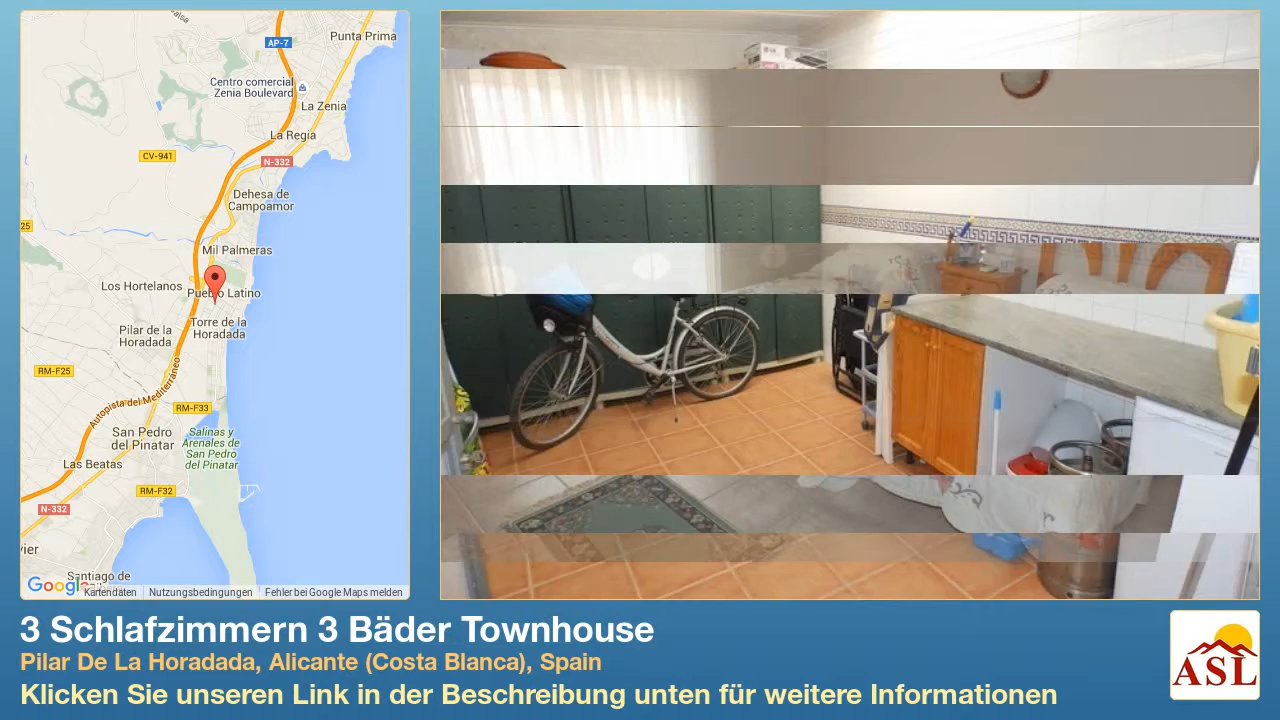 Punta Prima
AP-7
Centro comercial
Zenia Boulevard
La Zenia
La Regia
CV-941
N-332
Dehesa de
Campoamor
25
Mil Palmeras
Los Hortelanos
Pueblo Latino
Torre de la
Horadada
Pilar de la
Horadada
RM-F25
Autopista del Mediterráneo
RM-F33
San Pedro
del Pinatar
Salinas y
Arenales de
San Pedro
del Pinatar
Las Beatas
RM-F32
N-332
vier
Santiago de
Google
Kartendaten
Nutzungsbedingungen
Fehler bei Google Maps melden
3 Schlafzimmern 3 Bäder Townhouse
Pilar De La Horadada, Alicante (Costa Blanca), Spain
Klicken Sie unseren Link in der Beschreibung unten für weitere Informationen
ASL